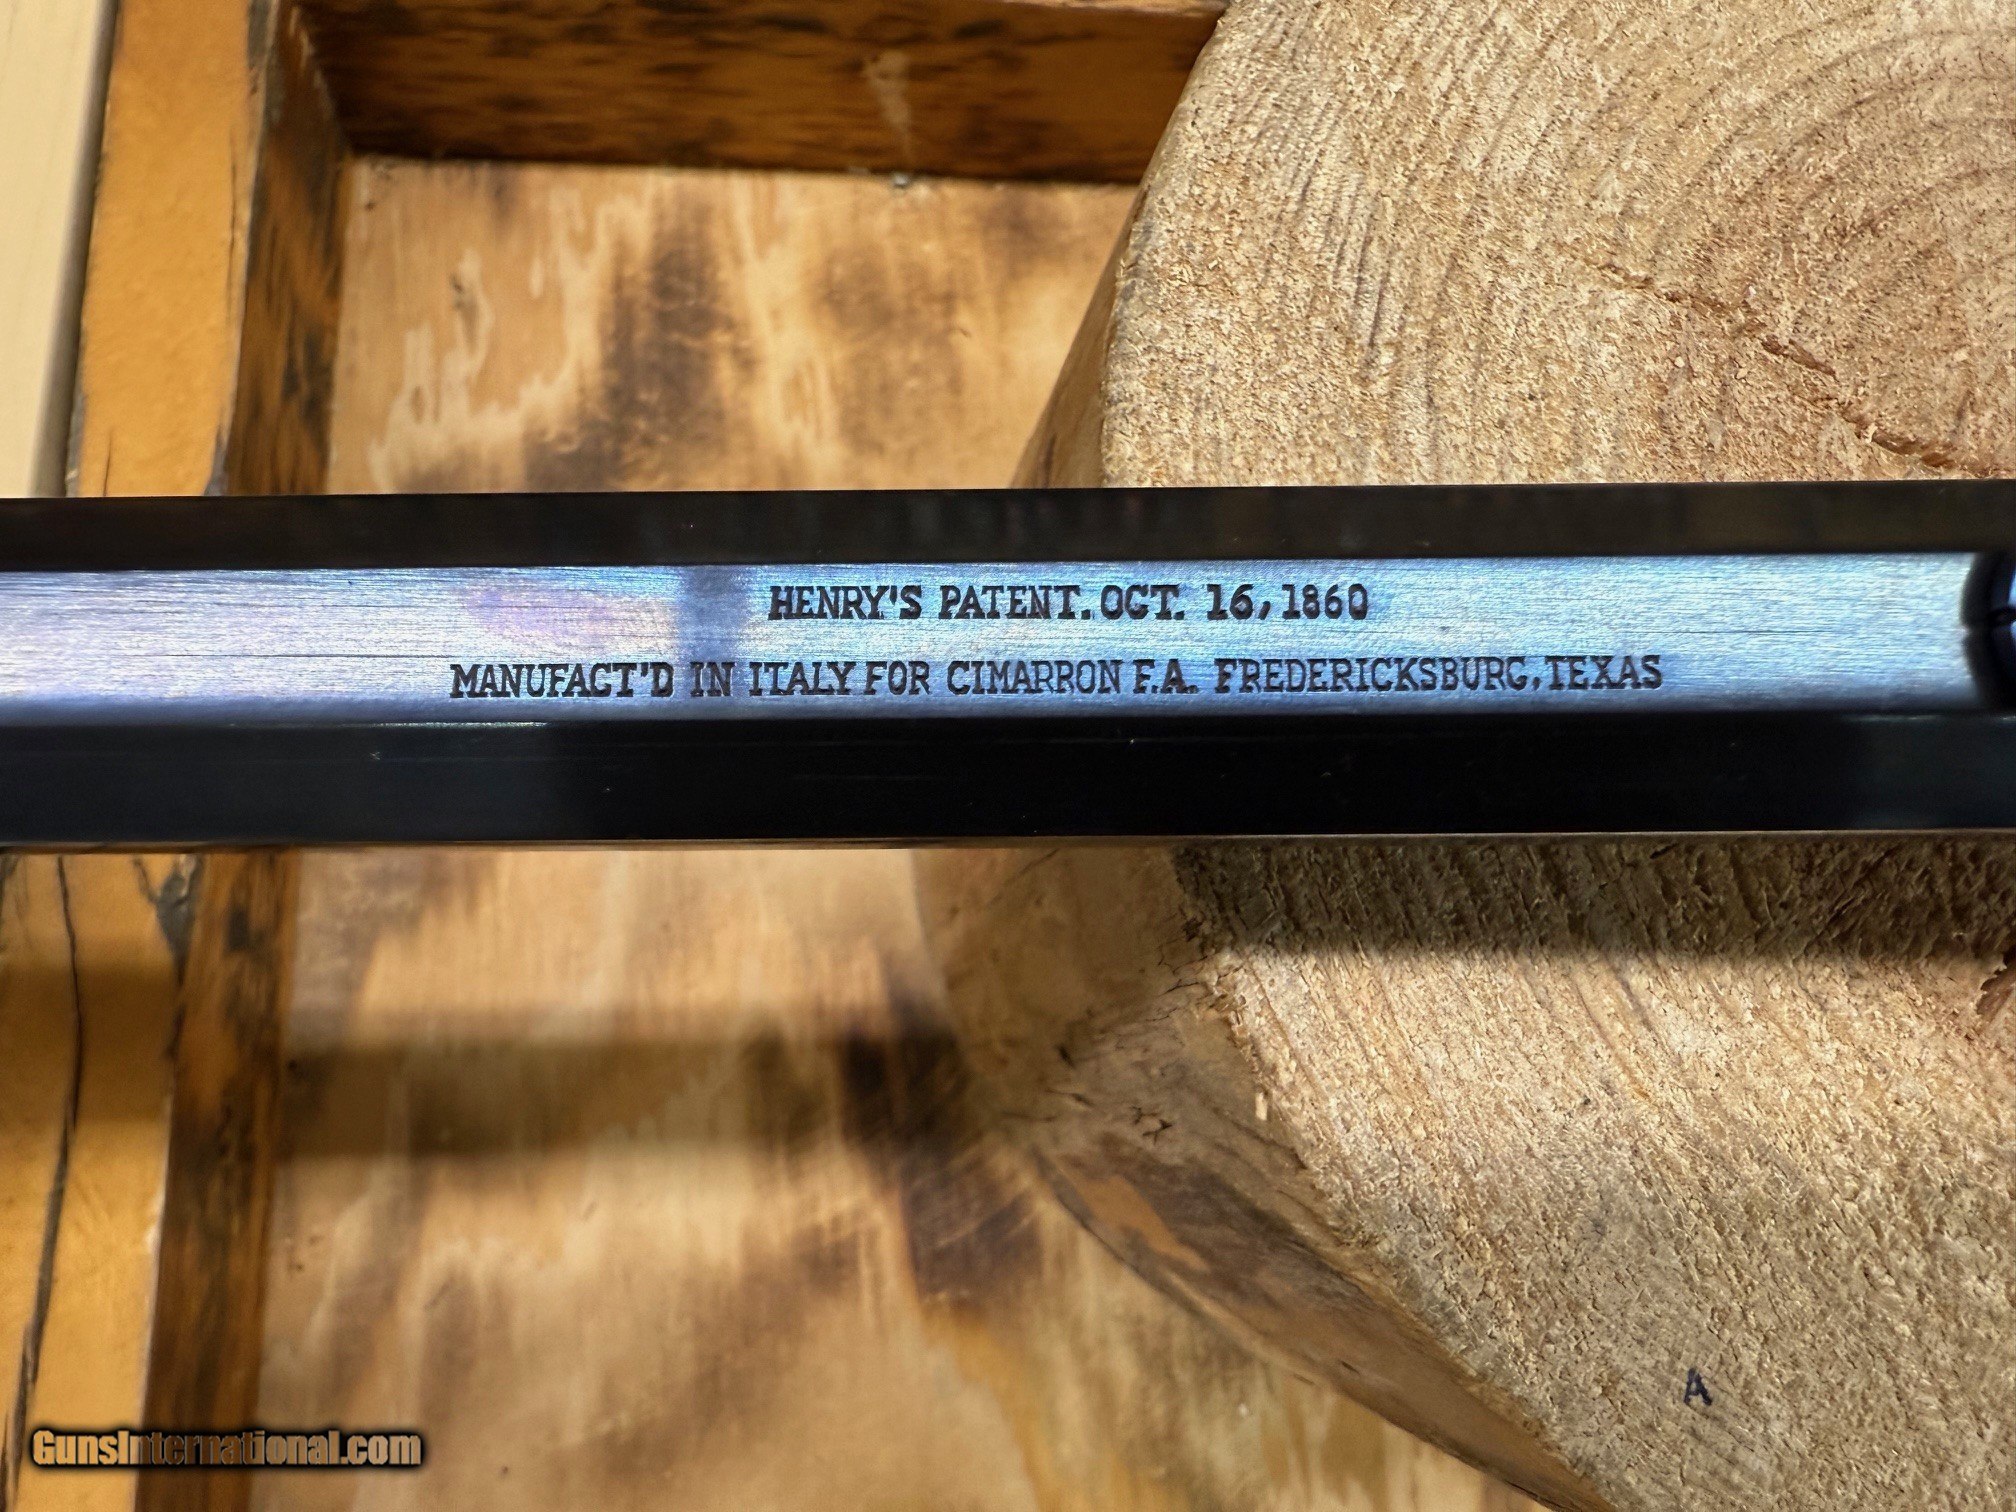 HENRY'S PATENT. OCT. 16, 1860
MANUFACT'D IN ITALY FOR CIMARRON F.A. FREDERICKSBURG, TEXAS
A
GunsInternational.com